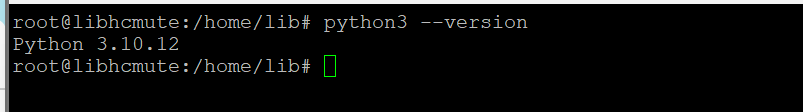 root@libhcmute:/home/lib# python3 --version
Python 3.10.12
root@libhcmute:/home/lib#